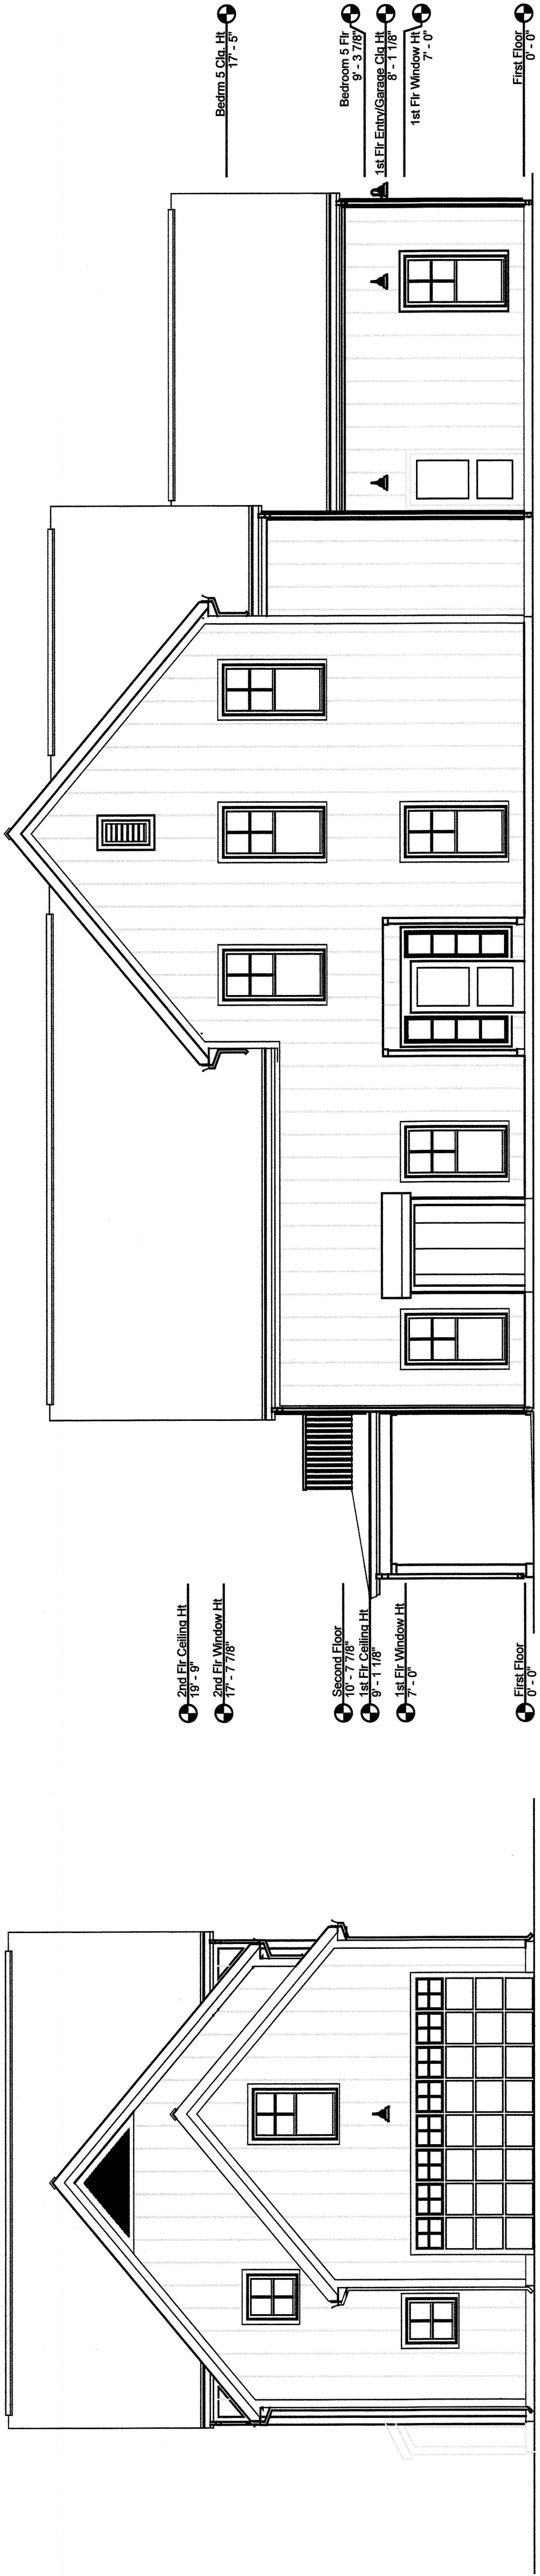 Bedrm 5 Clg. Ht
17' - 5"
Bedroom 5 Flr
9' - 3 7/8"
1st Flr Entry/Garage Clg Ht
8' - 1 1/8"
1st Flr Window Ht
7' - 0"
First Floor
0' - 0"
2nd Flr Ceiling Ht
19' - 9"
2nd Flr Window Ht
17' - 7 7/8"
Second Floor
10' - 7 7/8"
1st Flr Ceiling Ht
9' - 1 1/8"
1st Flr Window Ht
7' - 0"
First Floor
0' - 0"